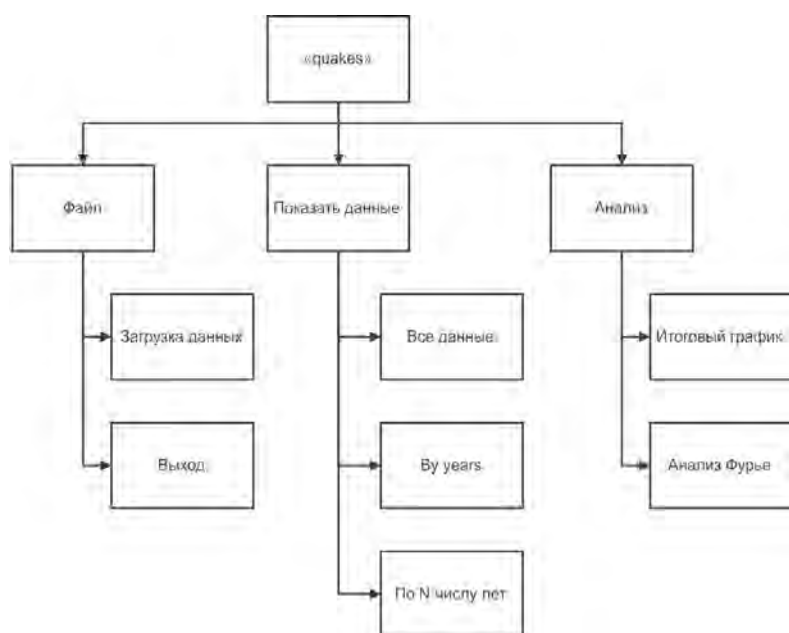 «quakes»
Файл
Показать данные
Анализ
Загрузка данных
Все данные
Итоговый график
Выход
By years
Анализ Фурье
По N числу лет